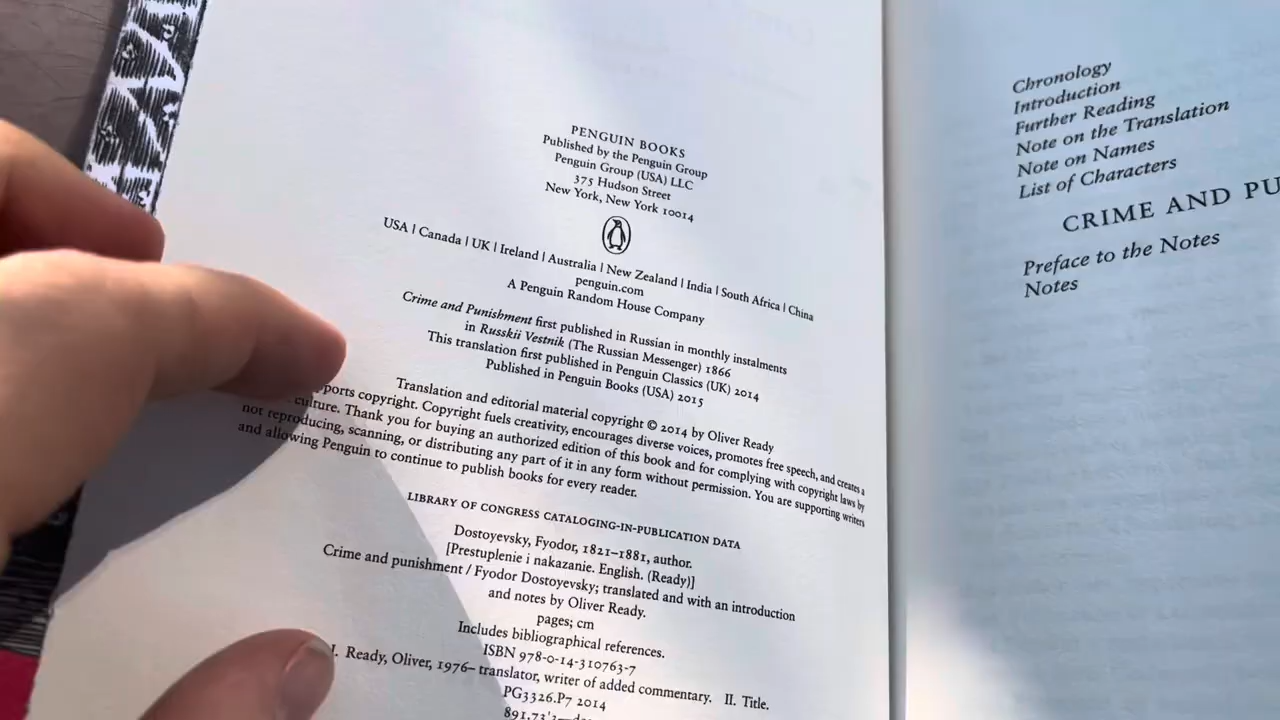 PENGUIN BOOKS
Published by the Penguin Group
Penguin Group (USA) LLC
375 Hudson Street
New York, New York 10014
USA | Canada | UK | Ireland | Australia | New Zealand | India | South Africa | China
penguin.com
A Penguin Random House Company
Crime and Punishment first published in Russian in monthly instalments
in Russkii Vestnik (The Russian Messenger) 1866
This translation first published in Penguin Classics (UK) 2014
Published in Penguin Books (USA) 2015
Translation and editorial material copyright © 2014 by Oliver Ready
copyright. Copyright fuels creativity, encourages diverse voices, promotes free speech, and creates a
culture. Thank you for buying an authorized edition of this book and for complying with copyright laws by
not reproducing, scanning, or distributing any part of it in any form without permission. You are supporting writers
and allowing Penguin to continue to publish books for every reader.
LIBRARY OF CONGRESS CATALOGING-IN-PUBLICATION DATA
Dostoyevsky, Fyodor, 1821–1881, author.
[Prestuplenie i nakazanie. English. (Ready)]
Crime and punishment / Fyodor Dostoyevsky; translated and with an introduction
and notes by Oliver Ready.
pages; cm
Includes bibliographical references.
ISBN 978-0-14-310763-7
I. Ready, Oliver, 1976– translator, writer of added commentary. II. Title.
PG3326.P7 2014
Chronology
Introduction
Further Reading
Note on the Translation
Note on Names
List of Characters
CRIME AND PU
Preface to the Notes
Notes